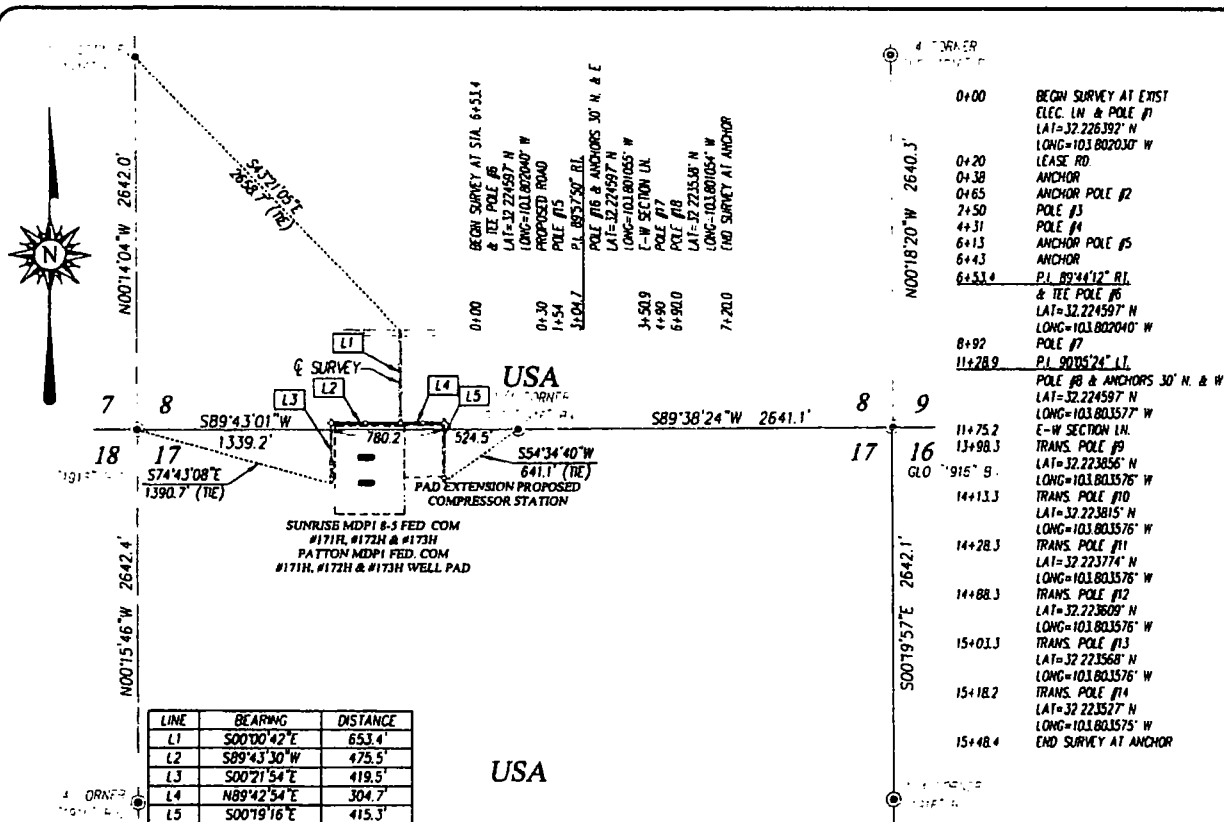 CORNER
4 CORNER
S43°21'05"E
2658.7' (TIE)
N00°14'04"W 2642.0'
N00°18'20"W 2640.3'
N
0+00 BEGIN SURVEY AT STA. 6+53.4
& TEE POLE #6
LAT=32.224597° N
LONG=103.802040° W
0+30 PROPOSED ROAD
1+54 POLE #15
3+04.7 P.I. 89°57'50" RT.
POLE #16 & ANCHORS 30' N. & E
LAT=32.224597° N
LONG=103.801055° W
3+50.9 E-W SECTION LN.
4+90 POLE #17
6+90.0 POLE #18
LAT=32.223538° N
LONG=103.801054° W
7+20.0 END SURVEY AT ANCHOR
0+00 BEGIN SURVEY AT EXIST
ELEC. LN & POLE #1
LAT=32.226392° N
LONG=103.802030° W
0+20 LEASE RD.
0+38 ANCHOR
0+65 ANCHOR POLE #2
2+50 POLE #3
4+31 POLE #4
6+13 ANCHOR POLE #5
6+43 ANCHOR
6+53.4 P.I. 89°44'12" RT.
& TEE POLE #6
LAT=32.224597° N
LONG=103.802040° W
8+92 POLE #7
11+28.9 P.I. 90°05'24" LT.
POLE #8 & ANCHORS 30' N. & W
LAT=32.224597° N
LONG=103.803577° W
11+75.2 E-W SECTION LN.
13+98.3 TRANS. POLE #9
LAT=32.223856° N
LONG=103.803576° W
14+13.3 TRANS. POLE #10
LAT=32.223815° N
LONG=103.803576° W
14+28.3 TRANS. POLE #11
LAT=32.223774° N
LONG=103.803576° W
14+88.3 TRANS. POLE #12
LAT=32.223609° N
LONG=103.803576° W
15+03.3 TRANS. POLE #13
LAT=32.223568° N
LONG=103.803576° W
15+18.2 TRANS. POLE #14
LAT=32.223527° N
LONG=103.803575° W
15+48.4 END SURVEY AT ANCHOR
L1
℄ SURVEY
L2
L4
L3
L5
USA
CORNER
7 8
S89°43'01"W
1339.2'
780.2'
524.5'
S89°38'24"W 2641.1'
8 9
18 17
17 16
GLO "1916" B.
S74°43'08"E
1390.7' (TIE)
S54°34'40"W
641.1' (TIE)
PAD EXTENSION PROPOSED
COMPRESSOR STATION
SUNRISE MDP1 8-5 FED COM
#171H, #172H & #173H
PATTON MDP1 FED. COM
#171H, #172H & #173H WELL PAD
N00°15'46"W 2642.4'
S00°19'57"E 2642.1'
LINE BEARING DISTANCE
L1 S00°00'42"E 653.4'
L2 S89°43'30"W 475.5'
L3 S00°21'54"E 419.5'
L4 N89°42'54"E 304.7'
L5 S00°19'16"E 415.3'
USA